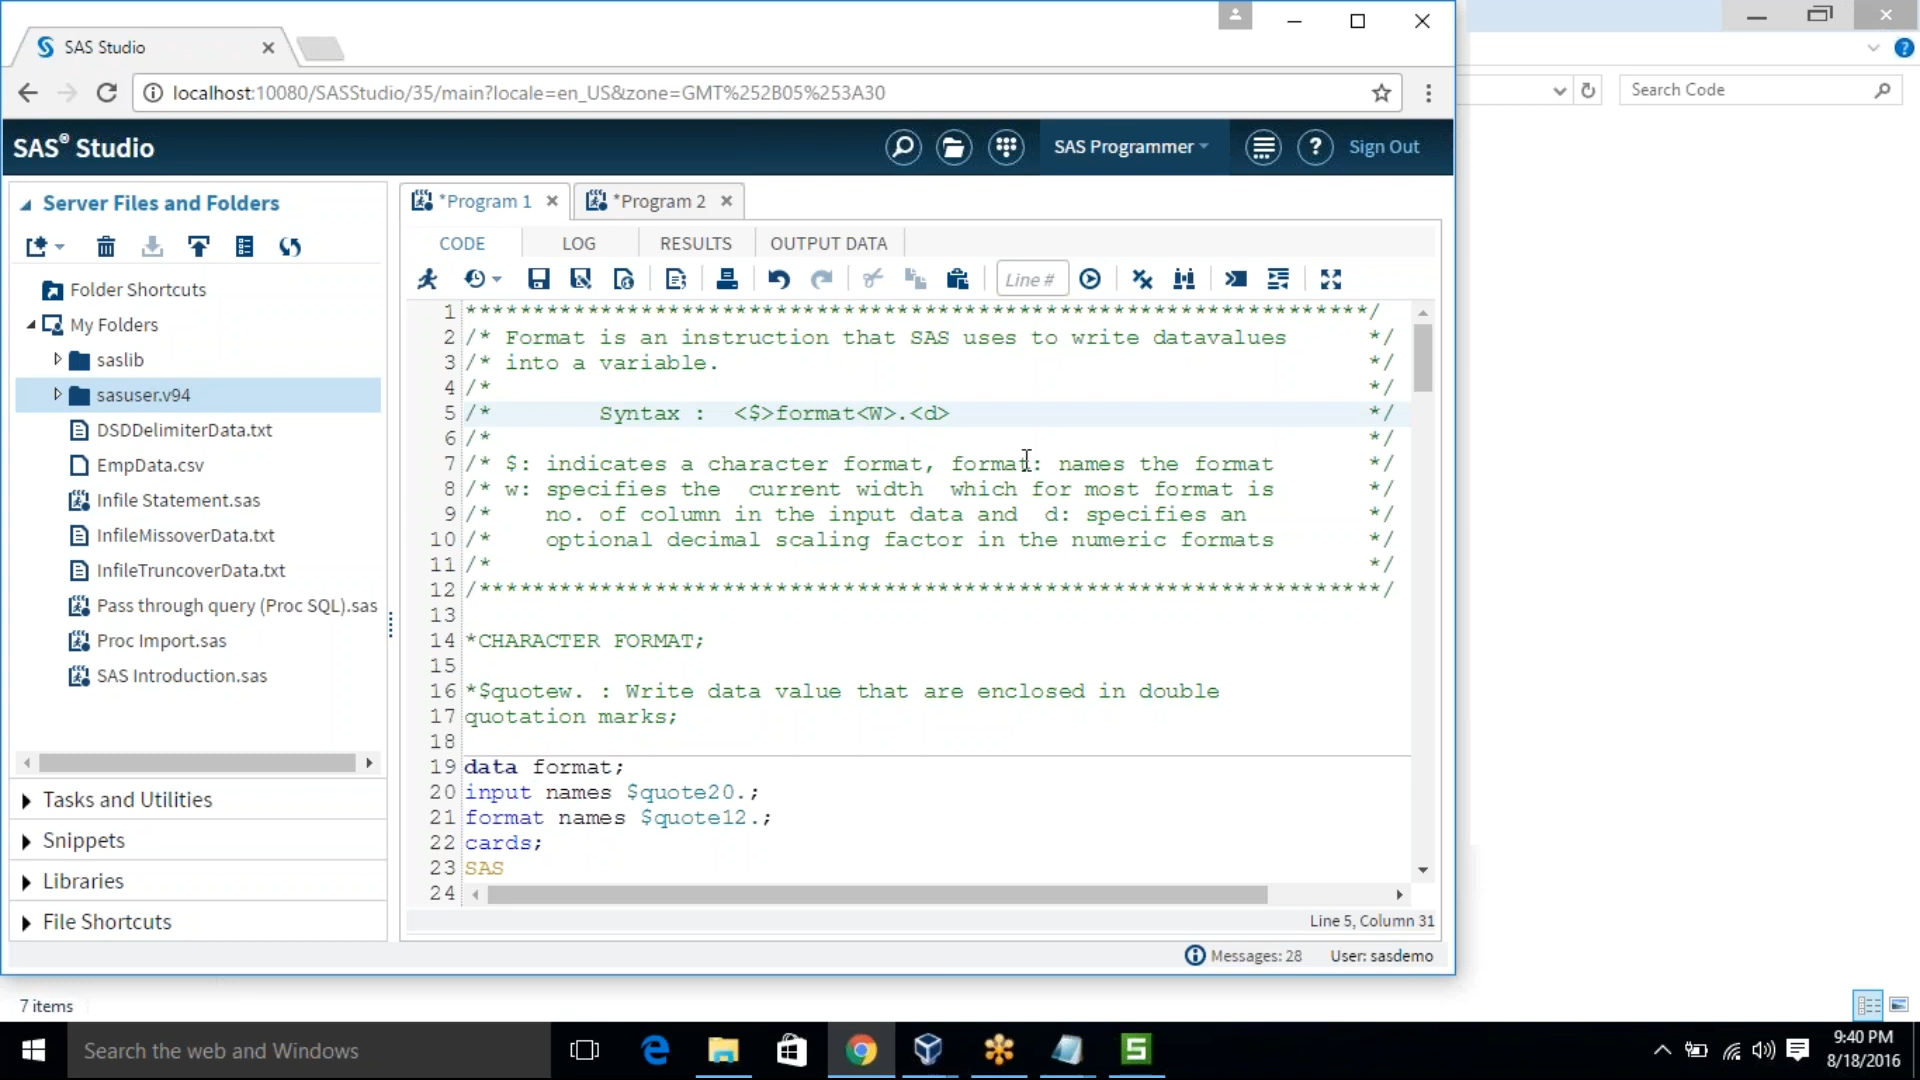 SAS Studio
localhost:10080/SASStudio/35/main?locale=en_US&zone=GMT%252B05%253A30
Search Code
SAS® Studio
SAS Programmer
Sign Out
Server Files and Folders
*Program 1
*Program 2
CODE
LOG
RESULTS
OUTPUT DATA
Line #
Folder Shortcuts
My Folders
saslib
sasuser.v94
DSDDelimiterData.txt
EmpData.csv
Infile Statement.sas
InfileMissoverData.txt
InfileTruncoverData.txt
Pass through query (Proc SQL).sas
Proc Import.sas
SAS Introduction.sas
Tasks and Utilities
Snippets
Libraries
File Shortcuts
1 ********************************************************************/
2 /* Format is an instruction that SAS uses to write datavalues */
3 /* into a variable. */
4 /* */
5 /* Syntax : <$>format<W>.<d> */
6 /* */
7 /* $: indicates a character format, format: names the format */
8 /* w: specifies the current width which for most format is */
9 /* no. of column in the input data and d: specifies an */
10 /* optional decimal scaling factor in the numeric formats */
11 /* */
12 /********************************************************************/
13
14 *CHARACTER FORMAT;
15
16 *$quotew. : Write data value that are enclosed in double
17 quotation marks;
18
19 data format;
20 input names $quote20.;
21 format names $quote12.;
22 cards;
23 SAS
24
Line 5, Column 31
Messages: 28
User: sasdemo
7 items
Search the web and Windows
9:40 PM
8/18/2016